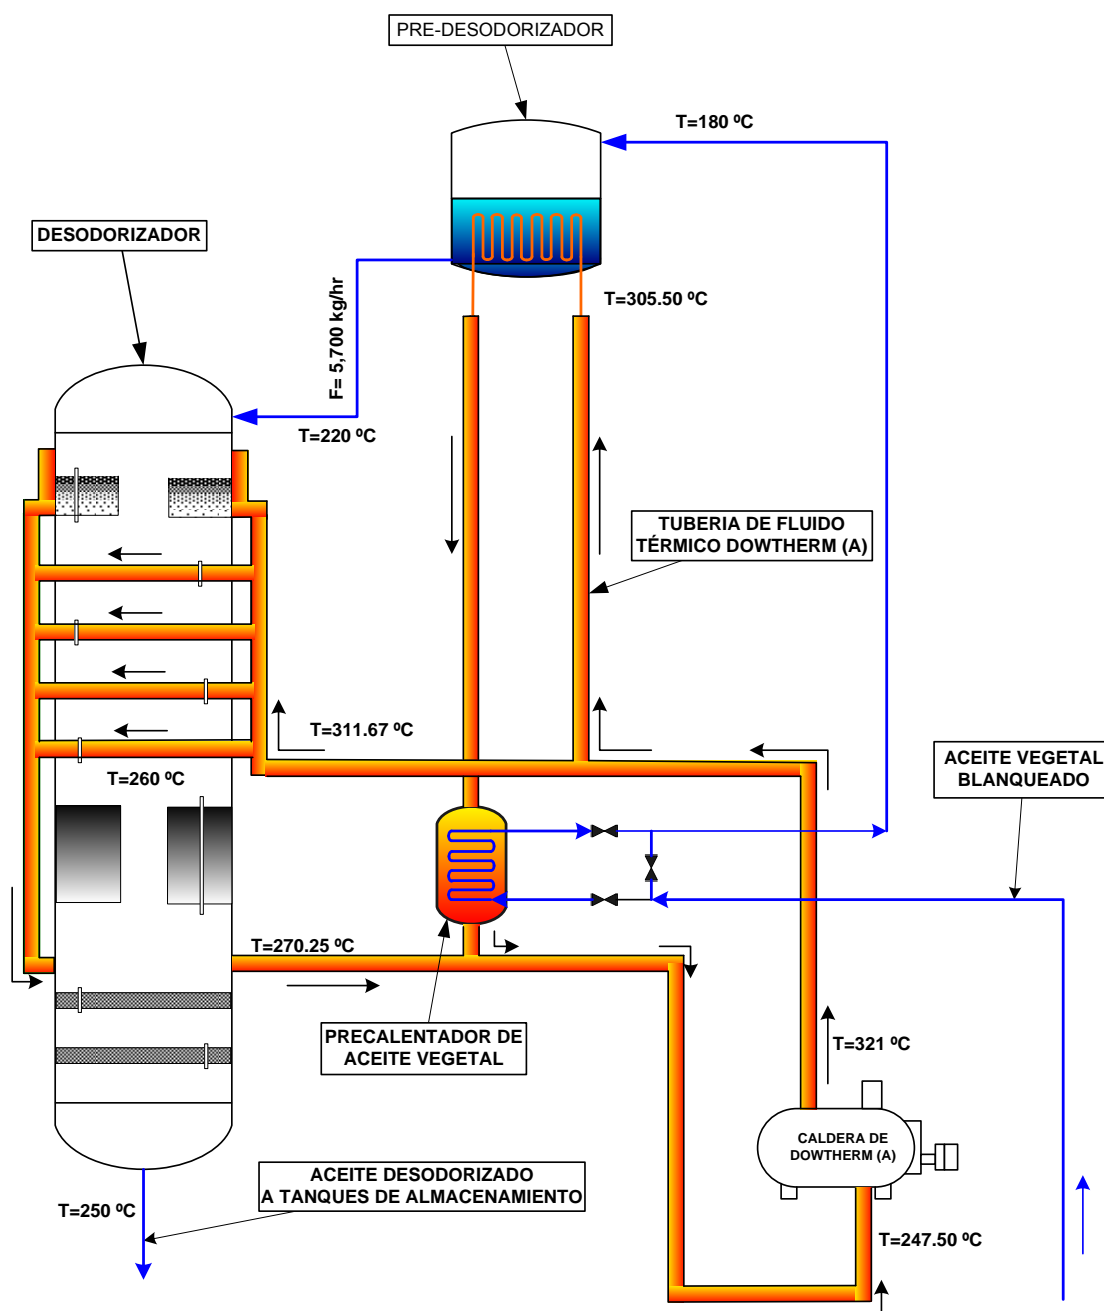 PRE-DESODORIZADOR
T=180 ºC
DESODORIZADOR
T=305.50 ºC
F= 5,700 kg/hr
T=220 ºC
TUBERIA DE FLUIDO
TÉRMICO DOWTHERM (A)
T=311.67 ºC
ACEITE VEGETAL
BLANQUEADO
T=260 ºC
T=270.25 ºC
PRECALENTADOR DE
ACEITE VEGETAL
T=321 ºC
CALDERA DE
DOWTHERM (A)
ACEITE DESODORIZADO
A TANQUES DE ALMACENAMIENTO
T=250 ºC
T=247.50 ºC